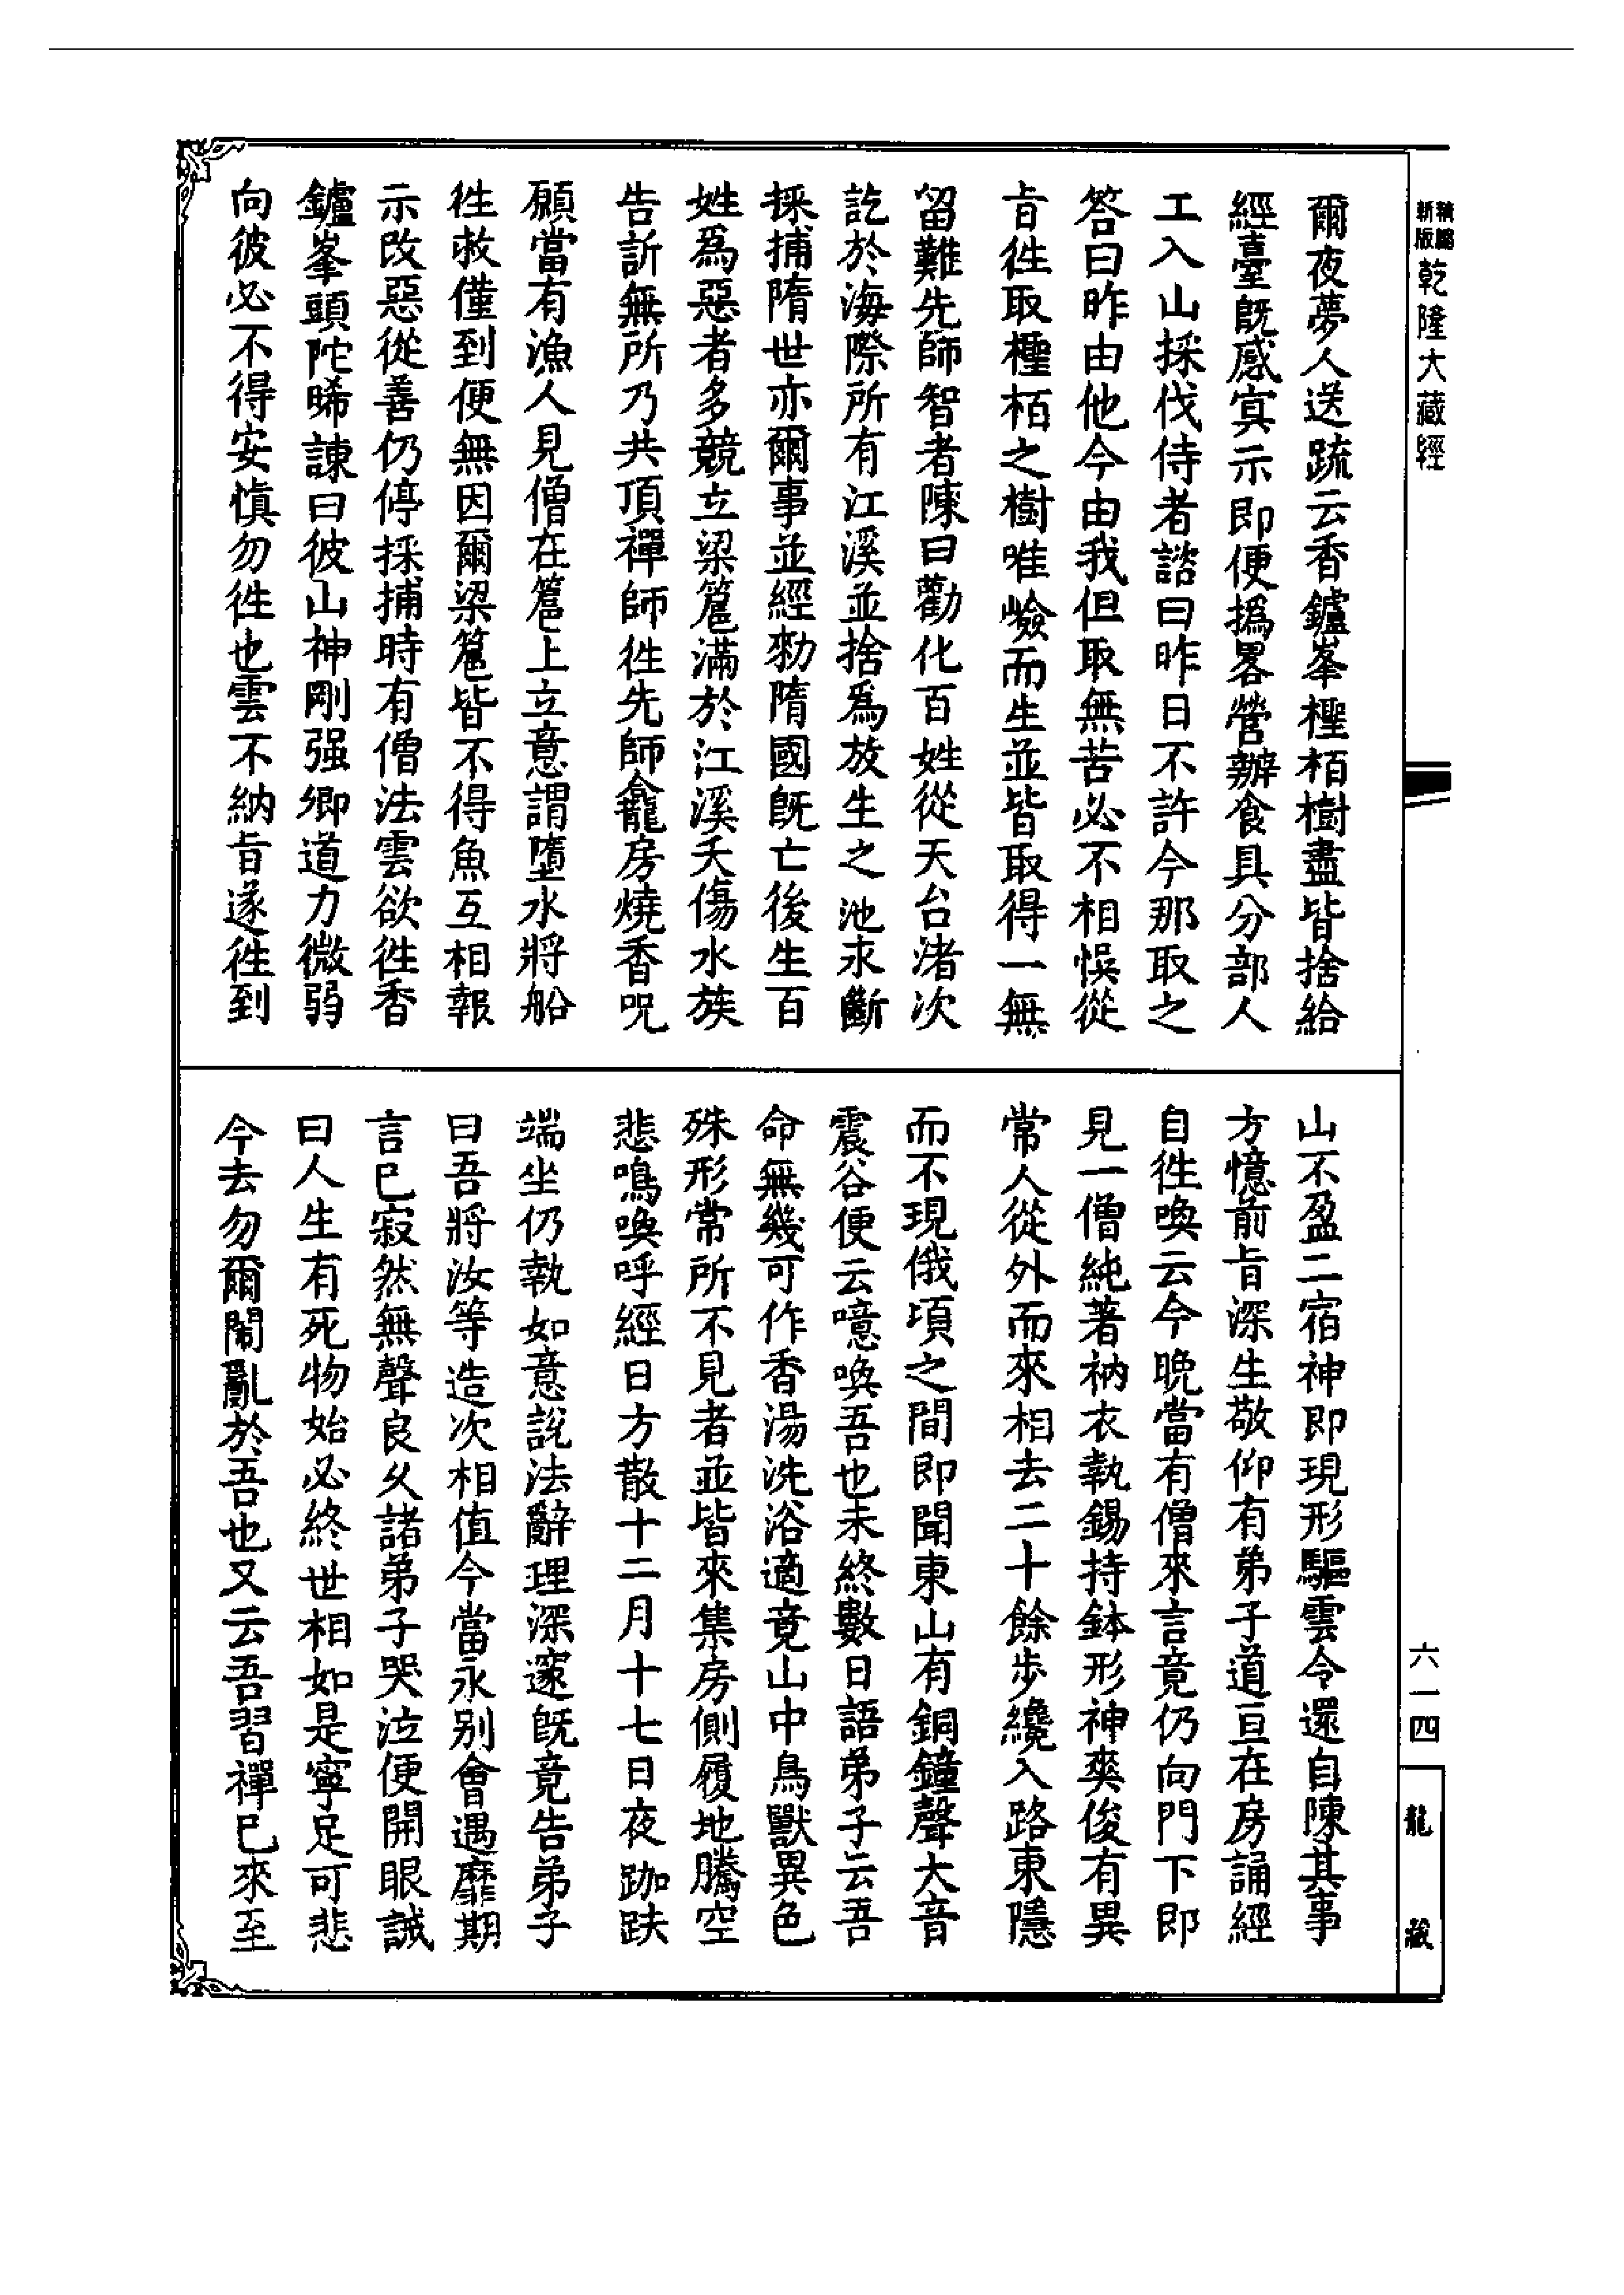 精縮
新版
乾隆大藏經
爾夜夢人送䟽云香鑪峯檉栢樹盡皆捨給
經臺旣感㝠示即便撝畧營辦食具分部人
工入山採伐侍者諮曰昨日不許今那取之
答曰昨由他今由我但取無苦必不相悞從
㫖徃取檉栢之樹唯嶮而生並皆取得一無
留難先師智者陳曰勸化百姓從天台渚次
訖於海際所有江溪並捨爲放生之池求斷
採捕隋世亦爾事並經勑隋國旣亡後生百
姓爲惡者多競立梁䈥滿於江溪夭傷水族
告訴無所乃共頂禪師徃先師龕房燒香呪
願當有漁人見僧在䈥上立意謂墮水將船
徃救僅到便無因爾梁䈥皆不得魚互相報
示改惡從善仍停採捕時有僧法雲欲徃香
鑪峯頭陀晞諫曰彼山神剛强卿道力微弱
向彼必不得安愼勿徃也雲不納㫖遂徃到
山不盈二宿神即現形驅雲令還自陳其事
方憶前㫖深生敬仰有弟子道亘在房誦經
自徃喚云今晚當有僧來言竟仍向門下即
見一僧純著衲衣執錫持鉢形神爽俊有異
常人從外而來相去二十餘步纔入路東隱
而不現俄頃之間即聞東山有銅鐘聲大音
震谷便云噫喚吾也未終數日語弟子云吾
命無幾可作香湯洗浴適竟山中鳥獸異色
殊形常所不見者並皆來集房側履地騰空
悲鳴喚呼經日方散十二月十七日夜跏趺
端坐仍執如意說法辭理深邃旣竟告弟子
曰吾將汝等造次相值今當永别會遇靡期
言巳寂然無聲良久諸弟子哭泣便開眼誡
曰人生有死物始必終世相如是寧足可悲
今去勿爾閙亂於吾也又云吾習禪巳來至
六一四
龍藏